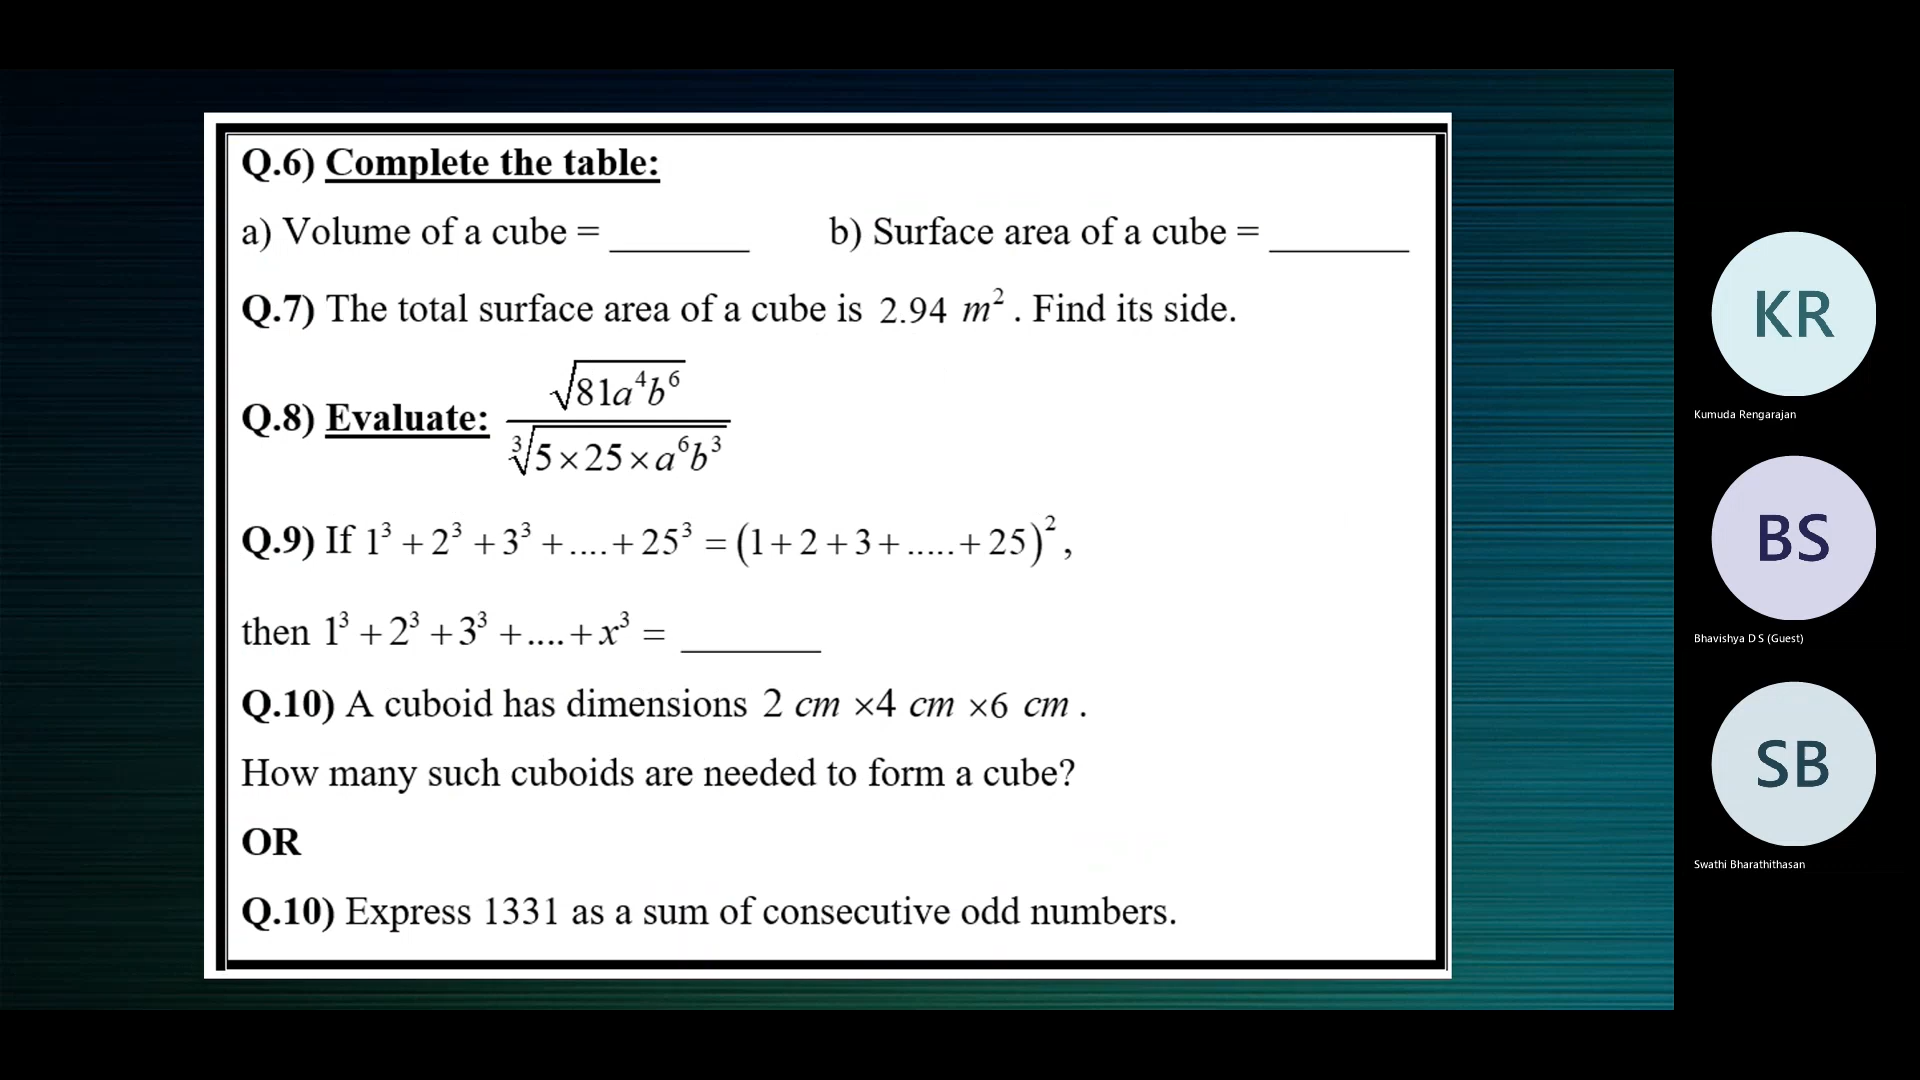 Q.6) Complete the table:
a) Volume of a cube = _______ b) Surface area of a cube = _______
Q.7) The total surface area of a cube is 2.94 m². Find its side.
Q.8) Evaluate: √(81a⁴b⁶) / ∛(5×25×a⁶b³)
Q.9) If 1³ + 2³ + 3³ + .... + 25³ = (1+2+3+.....+25)²,
then 1³ + 2³ + 3³ + .... + x³ = _______
Q.10) A cuboid has dimensions 2 cm ×4 cm ×6 cm.
How many such cuboids are needed to form a cube?
OR
Q.10) Express 1331 as a sum of consecutive odd numbers.
KR
Kumuda Rengarajan
BS
Bhavishya D S (Guest)
SB
Swathi Bharathithasan